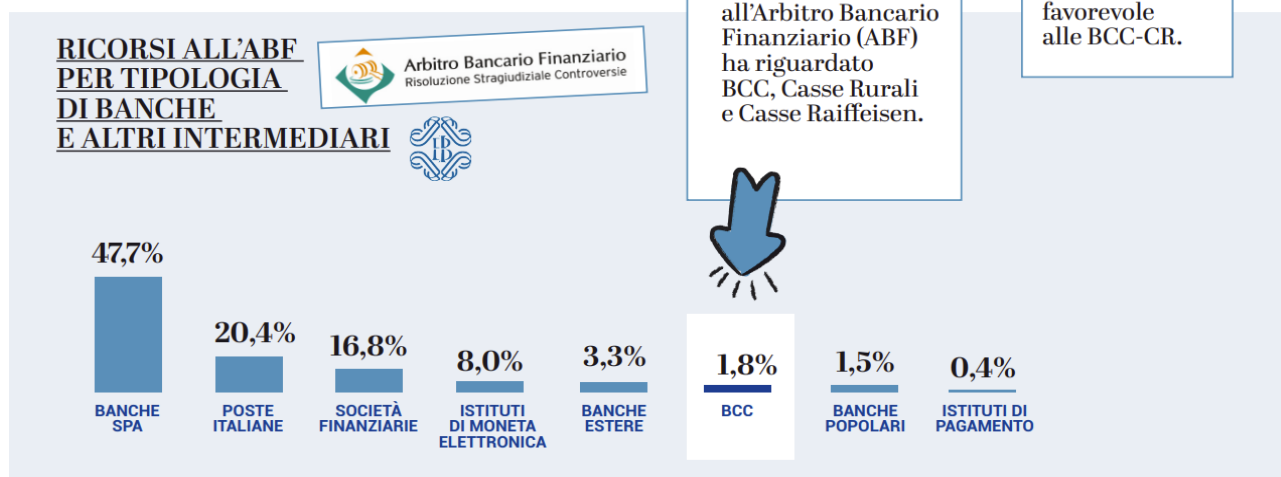 all'Arbitro Bancario
Finanziario (ABF)
ha riguardato
BCC, Casse Rurali
e Casse Raiffeisen.
favorevole
alle BCC-CR.
RICORSI ALL'ABF
PER TIPOLOGIA
DI BANCHE
E ALTRI INTERMEDIARI
Arbitro Bancario Finanziario
Risoluzione Stragiudiziale Controversie
47,7%
BANCHE
SPA
20,4%
POSTE
ITALIANE
16,8%
SOCIETÀ
FINANZIARIE
8,0%
ISTITUTI
DI MONETA
ELETTRONICA
3,3%
BANCHE
ESTERE
1,8%
BCC
1,5%
BANCHE
POPOLARI
0,4%
ISTITUTI DI
PAGAMENTO